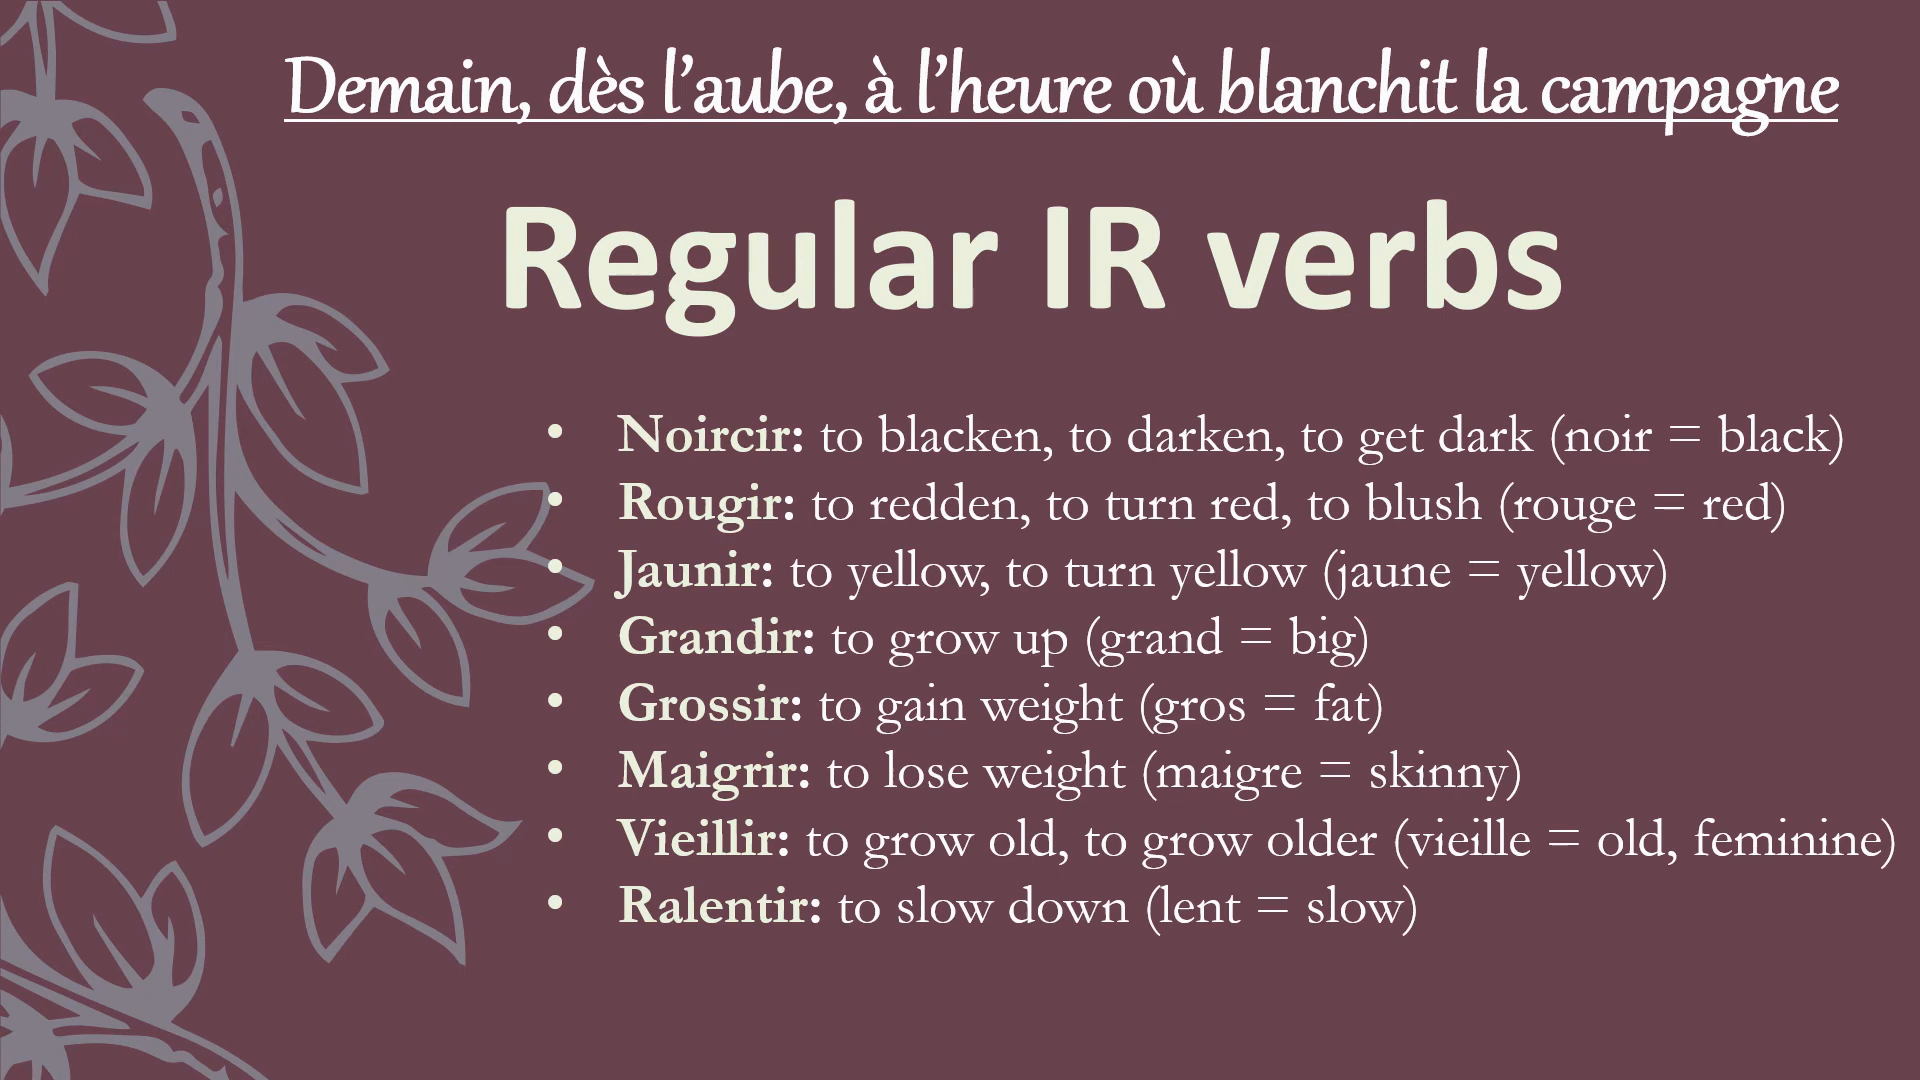 Demain, dès l’aube, à l’heure où blanchit la campagne
Regular IR verbs
• Noircir: to blacken, to darken, to get dark (noir = black)
• Rougir: to redden, to turn red, to blush (rouge = red)
• Jaunir: to yellow, to turn yellow (jaune = yellow)
• Grandir: to grow up (grand = big)
• Grossir: to gain weight (gros = fat)
• Maigrir: to lose weight (maigre = skinny)
• Vieillir: to grow old, to grow older (vieille = old, feminine)
• Ralentir: to slow down (lent = slow)